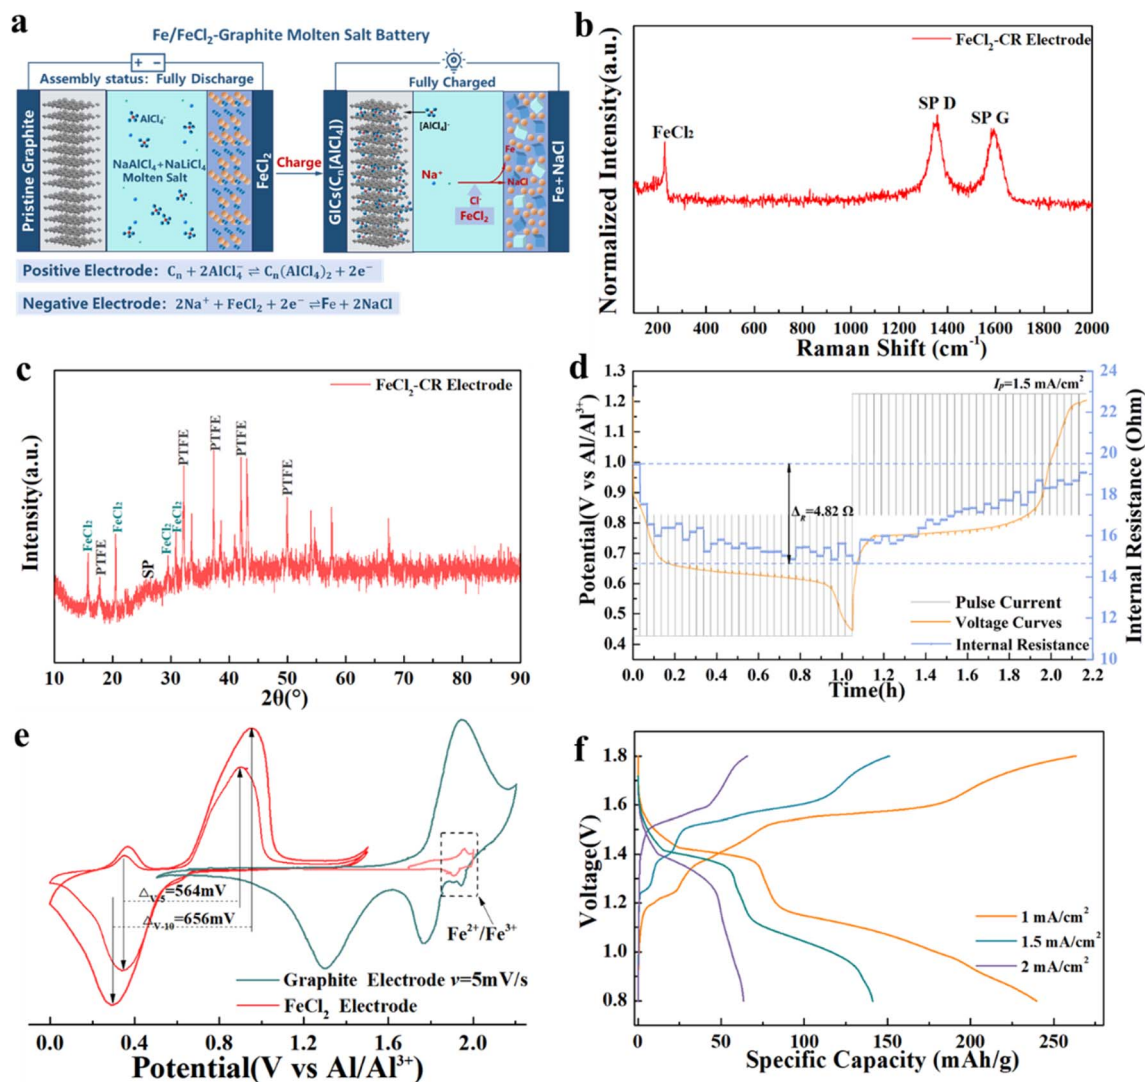 a
Fe/FeCl₂-Graphite Molten Salt Battery
+ −
Assembly status: Fully Discharge
Fully Charged
Pristine Graphite
AlCl₄⁻
NaAlCl₄+NaLiCl₄
Molten Salt
FeCl₂
Charge
GICs(Cₙ[AlCl₄])
[AlCl₄]⁻
Na⁺
Fe
NaCl
Cl⁻
FeCl₂
Fe+NaCl
Positive Electrode: Cₙ + 2AlCl₄⁻ ⇌ Cₙ(AlCl₄)₂ + 2e⁻
Negative Electrode: 2Na⁺ + FeCl₂ + 2e⁻ ⇌Fe + 2NaCl
b
Normalized Intensity(a.u.)
FeCl₂-CR Electrode
FeCl₂
SP D
SP G
200 400 600 800 1000 1200 1400 1600 1800 2000
Raman Shift (cm⁻¹)
c
Intensity(a.u.)
FeCl₂-CR Electrode
FeCl₂
PTFE
FeCl₂
SP
FeCl₂
FeCl₂
PTFE
PTFE
PTFE
PTFE
10 20 30 40 50 60 70 80 90
2θ(°)
d
Potential(V vs Al/Al³⁺)
1.3
1.2
1.1
1.0
0.9
0.8
0.7
0.6
0.5
0.4
I_P=1.5 mA/cm²
Δ_R=4.82 Ω
Pulse Current
Voltage Curves
Internal Resistance
24
22
20
18
16
14
12
10
Internal Resistance (Ohm)
0.0 0.2 0.4 0.6 0.8 1.0 1.2 1.4 1.6 1.8 2.0 2.2
Time(h)
e
△V-5=564mV
△V-10=656mV
Fe²⁺/Fe³⁺
Graphite Electrode v=5mV/s
FeCl₂ Electrode
0.0 0.4 0.8 1.2 1.6 2.0
Potential(V vs Al/Al³⁺)
f
Voltage(V)
1.8
1.6
1.4
1.2
1.0
0.8
1 mA/cm²
1.5 mA/cm²
2 mA/cm²
0 50 100 150 200 250
Specific Capacity (mAh/g)